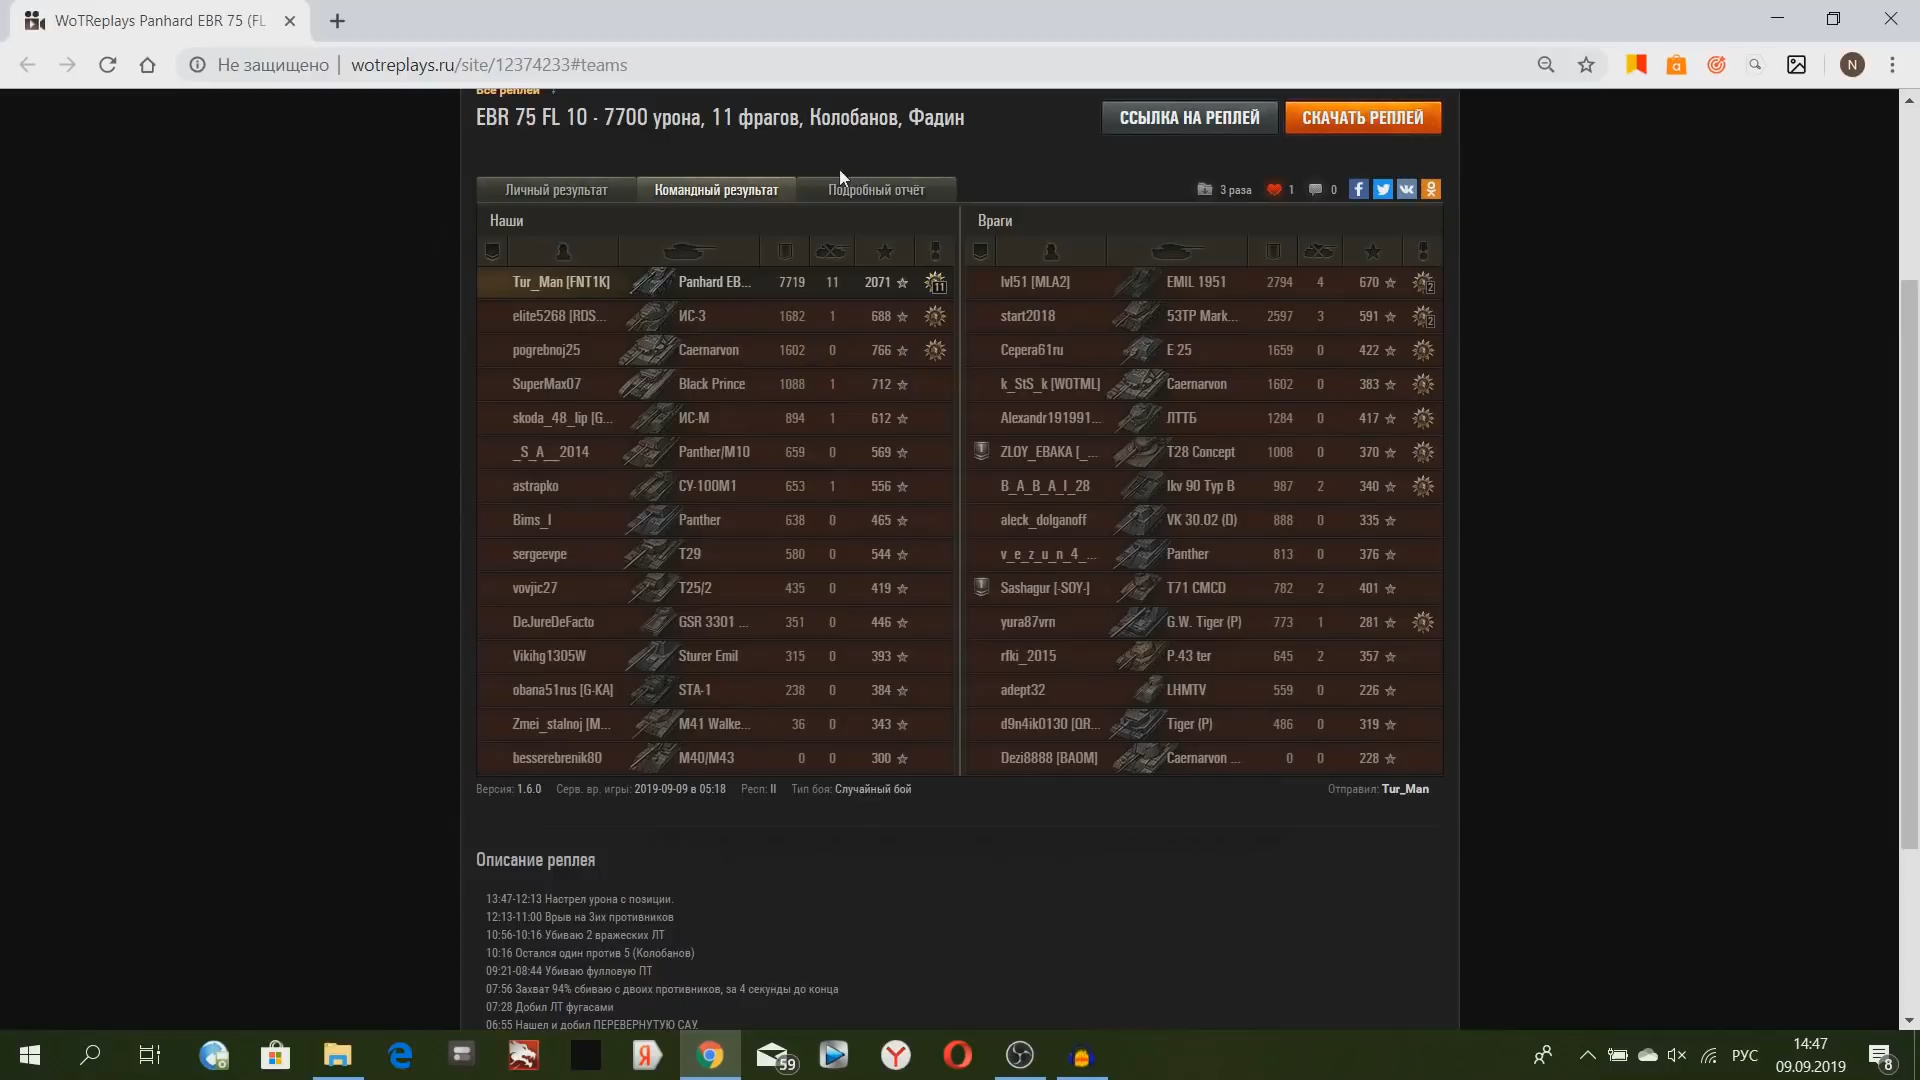 WoTReplays Panhard EBR 75 (FL
Не защищено | wotreplays.ru/site/12374233#teams
N
Все реплеи
EBR 75 FL 10 - 7700 урона, 11 фрагов, Колобанов, Фадин
ССЫЛКА НА РЕПЛЕЙ
СКАЧАТЬ РЕПЛЕЙ
Личный результат Командный результат Подробный отчёт 3 раза 1 0
Наши Враги
Tur_Man [FNT1K] Panhard EB... 7719 11 2071 11 lvl51 [MLA2] EMIL 1951 2794 4 670 2
elite5268 [RDS... ИС-3 1682 1 688 start2018 53TP Mark... 2597 3 591 2
pogrebnoj25 Caernarvon 1602 0 766 Cepera61ru E 25 1659 0 422
SuperMax07 Black Prince 1088 1 712 k_StS_k [WOTML] Caernarvon 1602 0 383
skoda_48_lip [G... ИС-М 894 1 612 Alexandr191991... ЛТТБ 1284 0 417
_S_A__2014 Panther/M10 659 0 569 ZLOY_EBAKA [_... T28 Concept 1008 0 370
astrapko СУ-100М1 653 1 556 B_A_B_A_I_28 Ikv 90 Typ B 987 2 340
Bims_I Panther 638 0 465 aleck_dolganoff VK 30.02 (D) 888 0 335
sergeevpe T29 580 0 544 v_e_z_u_n_4_... Panther 813 0 376
vovjic27 T25/2 435 0 419 Sashagur [-SOY-] T71 CMCD 782 2 401
DeJureDeFacto GSR 3301 ... 351 0 446 yura87vrn G.W. Tiger (P) 773 1 281
Vikihg1305W Sturer Emil 315 0 393 rfki_2015 P.43 ter 645 2 357
obana51rus [G-KA] STA-1 238 0 384 adept32 LHMTV 559 0 226
Zmei_stalnoj [M... M41 Walke... 36 0 343 d9n4ik0130 [QR... Tiger (P) 486 0 319
besserebrenik80 M40/M43 0 0 300 Dezi8888 [BAOM] Caernarvon ... 0 0 228
Версия: 1.6.0 Серв. вр. игры: 2019-09-09 в 05:18 Респ: II Тип боя: Случайный бой Отправил: Tur_Man
Описание реплея
13:47-12:13 Настрел урона с позиции.
12:13-11:00 Врыв на 3их противников
10:56-10:16 Убиваю 2 вражеских ЛТ
10:16 Остался один против 5 (Колобанов)
09:21-08:44 Убиваю фулловую ПТ
07:56 Захват 94% сбиваю с двоих противников, за 4 секунды до конца
07:28 Добил ЛТ фугасами
06:55 Нашел и добил ПЕРЕВЕРНУТУЮ САУ.
59
РУС
14:47
09.09.2019
8